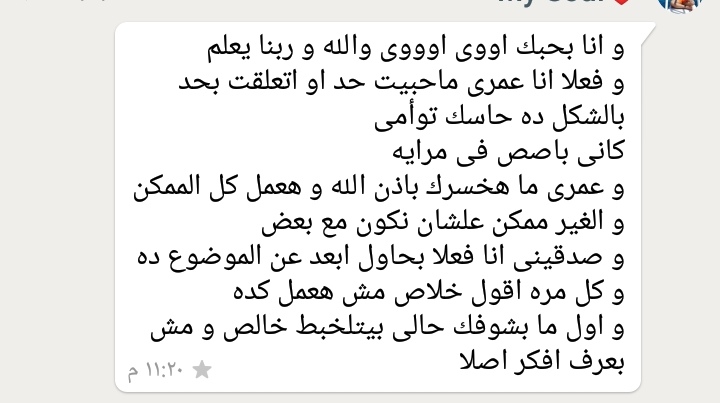 My Soul
و انا بحبك اووى اوووى والله و ربنا يعلم
و فعلا انا عمرى ماحبيت حد او اتعلقت بحد
بالشكل ده حاسك توأمى
كانى باصص فى مرايه
و عمرى ما هخسرك باذن الله و هعمل كل الممكن
و الغير ممكن علشان نكون مع بعض
و صدقينى انا فعلا بحاول ابعد عن الموضوع ده
و كل مره اقول خلاص مش هعمل كده
و اول ما بشوفك حالى بيتلخبط خالص و مش
بعرف افكر اصلا
١١:٢٠ م